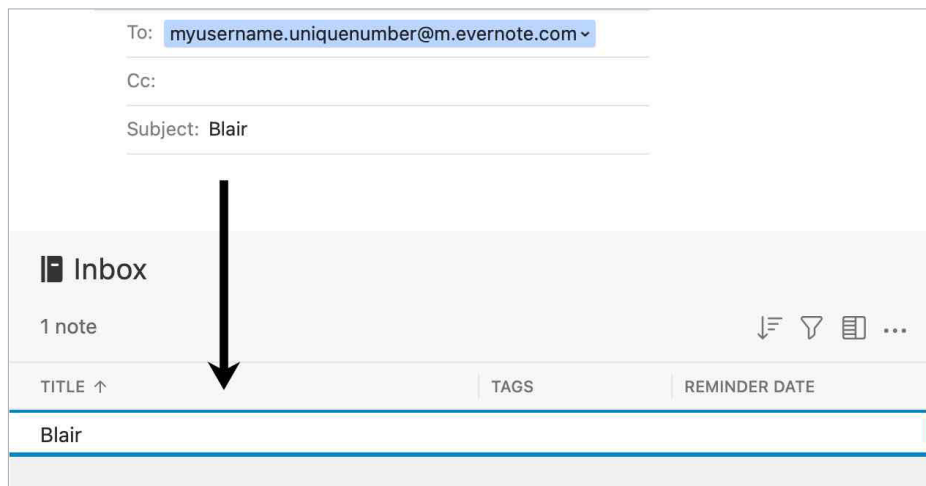 To: myusername.uniquenumber@m.evernote.com
Cc:
Subject: Blair
Inbox
1 note
TITLE ↑ TAGS REMINDER DATE
Blair